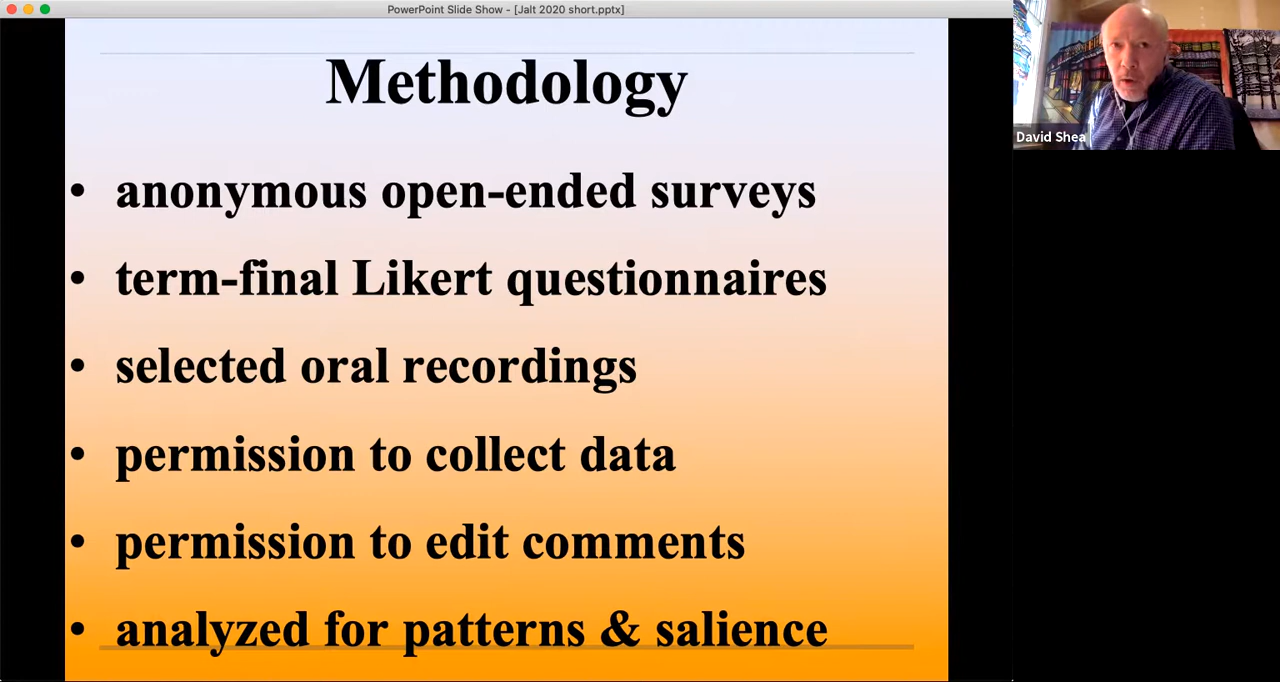 PowerPoint Slide Show - [Jalt 2020 short.pptx]
Methodology
• anonymous open-ended surveys
• term-final Likert questionnaires
• selected oral recordings
• permission to collect data
• permission to edit comments
• analyzed for patterns & salience
David Shea